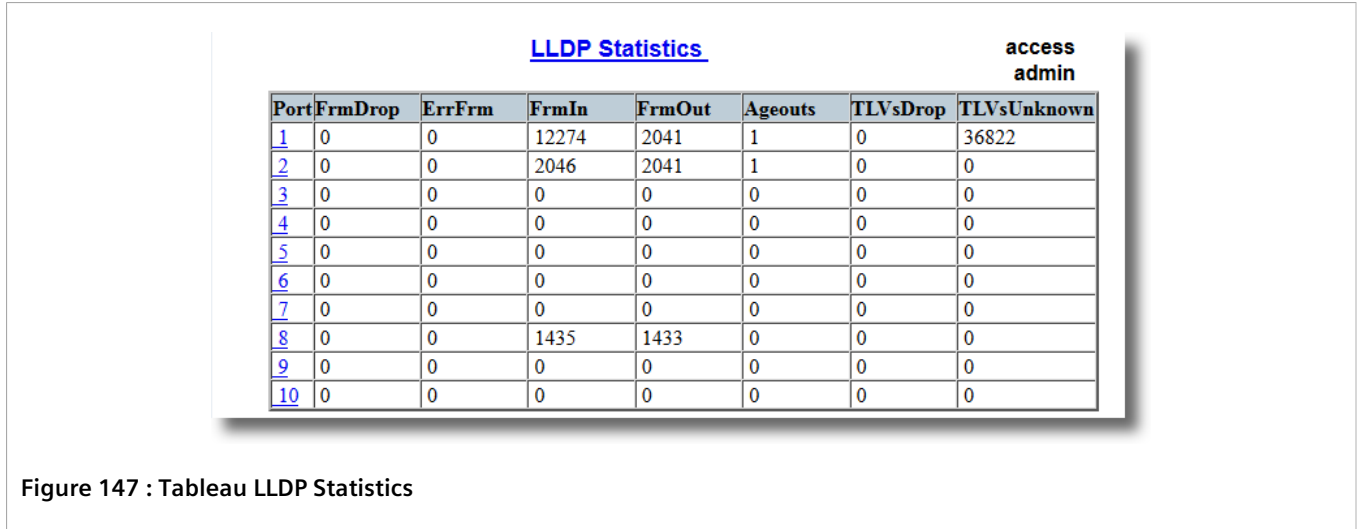 LLDP Statistics access
admin
Port FrmDrop ErrFrm FrmIn FrmOut Ageouts TLVsDrop TLVsUnknown
1 0 0 12274 2041 1 0 36822
2 0 0 2046 2041 1 0 0
3 0 0 0 0 0 0 0
4 0 0 0 0 0 0 0
5 0 0 0 0 0 0 0
6 0 0 0 0 0 0 0
7 0 0 0 0 0 0 0
8 0 0 1435 1433 0 0 0
9 0 0 0 0 0 0 0
10 0 0 0 0 0 0 0
Figure 147 : Tableau LLDP Statistics